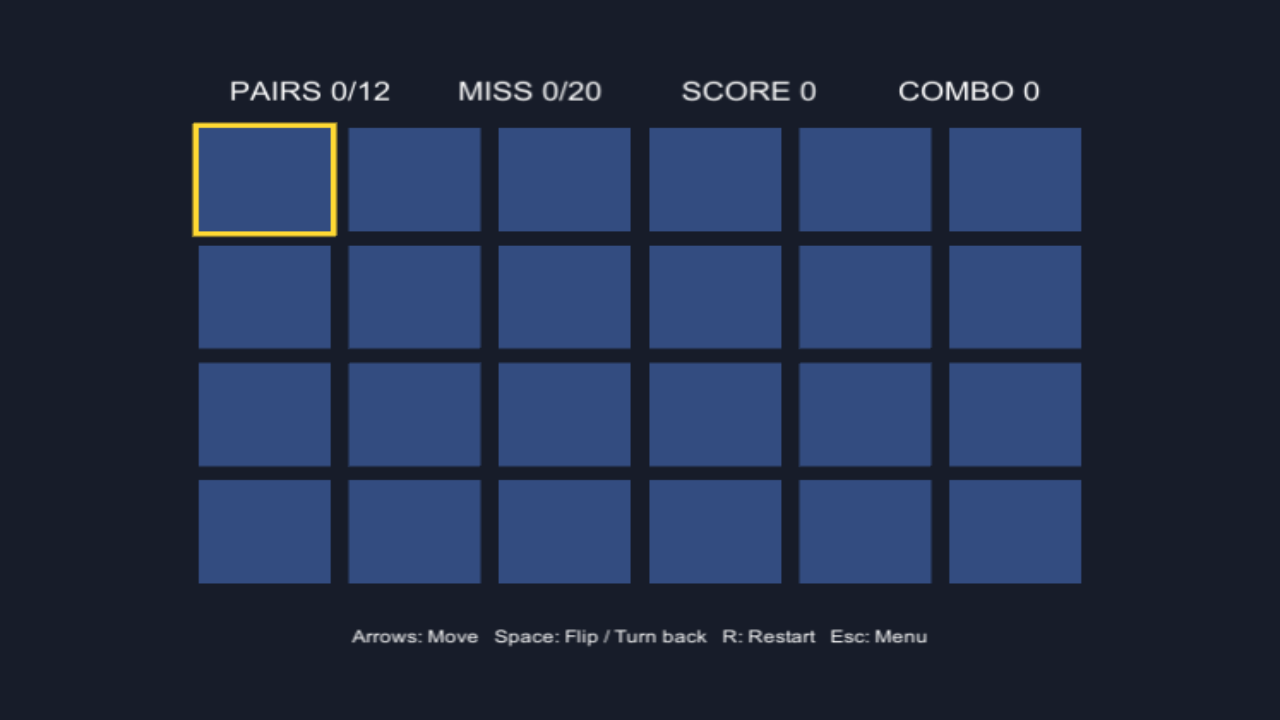 PAIRS 0/12 MISS 0/20 SCORE 0 COMBO 0
Arrows: Move Space: Flip / Turn back R: Restart Esc: Menu